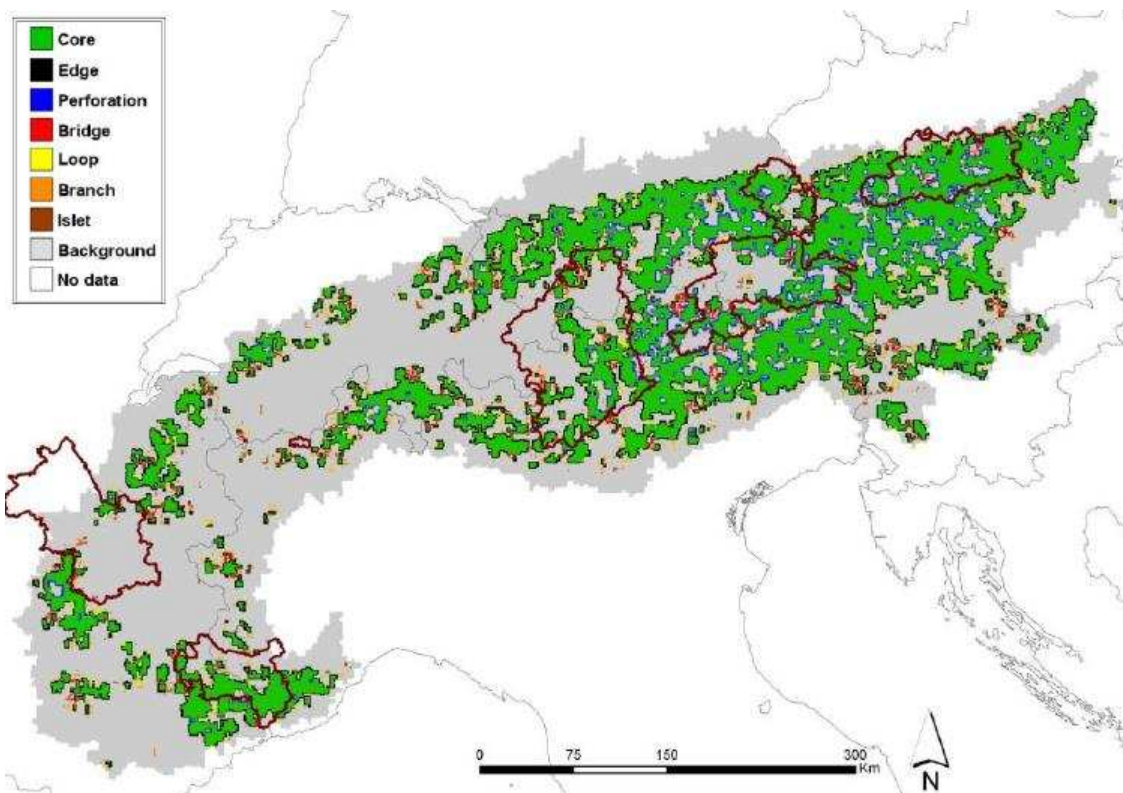 Core
Edge
Perforation
Bridge
Loop
Branch
Islet
Background
No data
0 75 150 300
Km
N